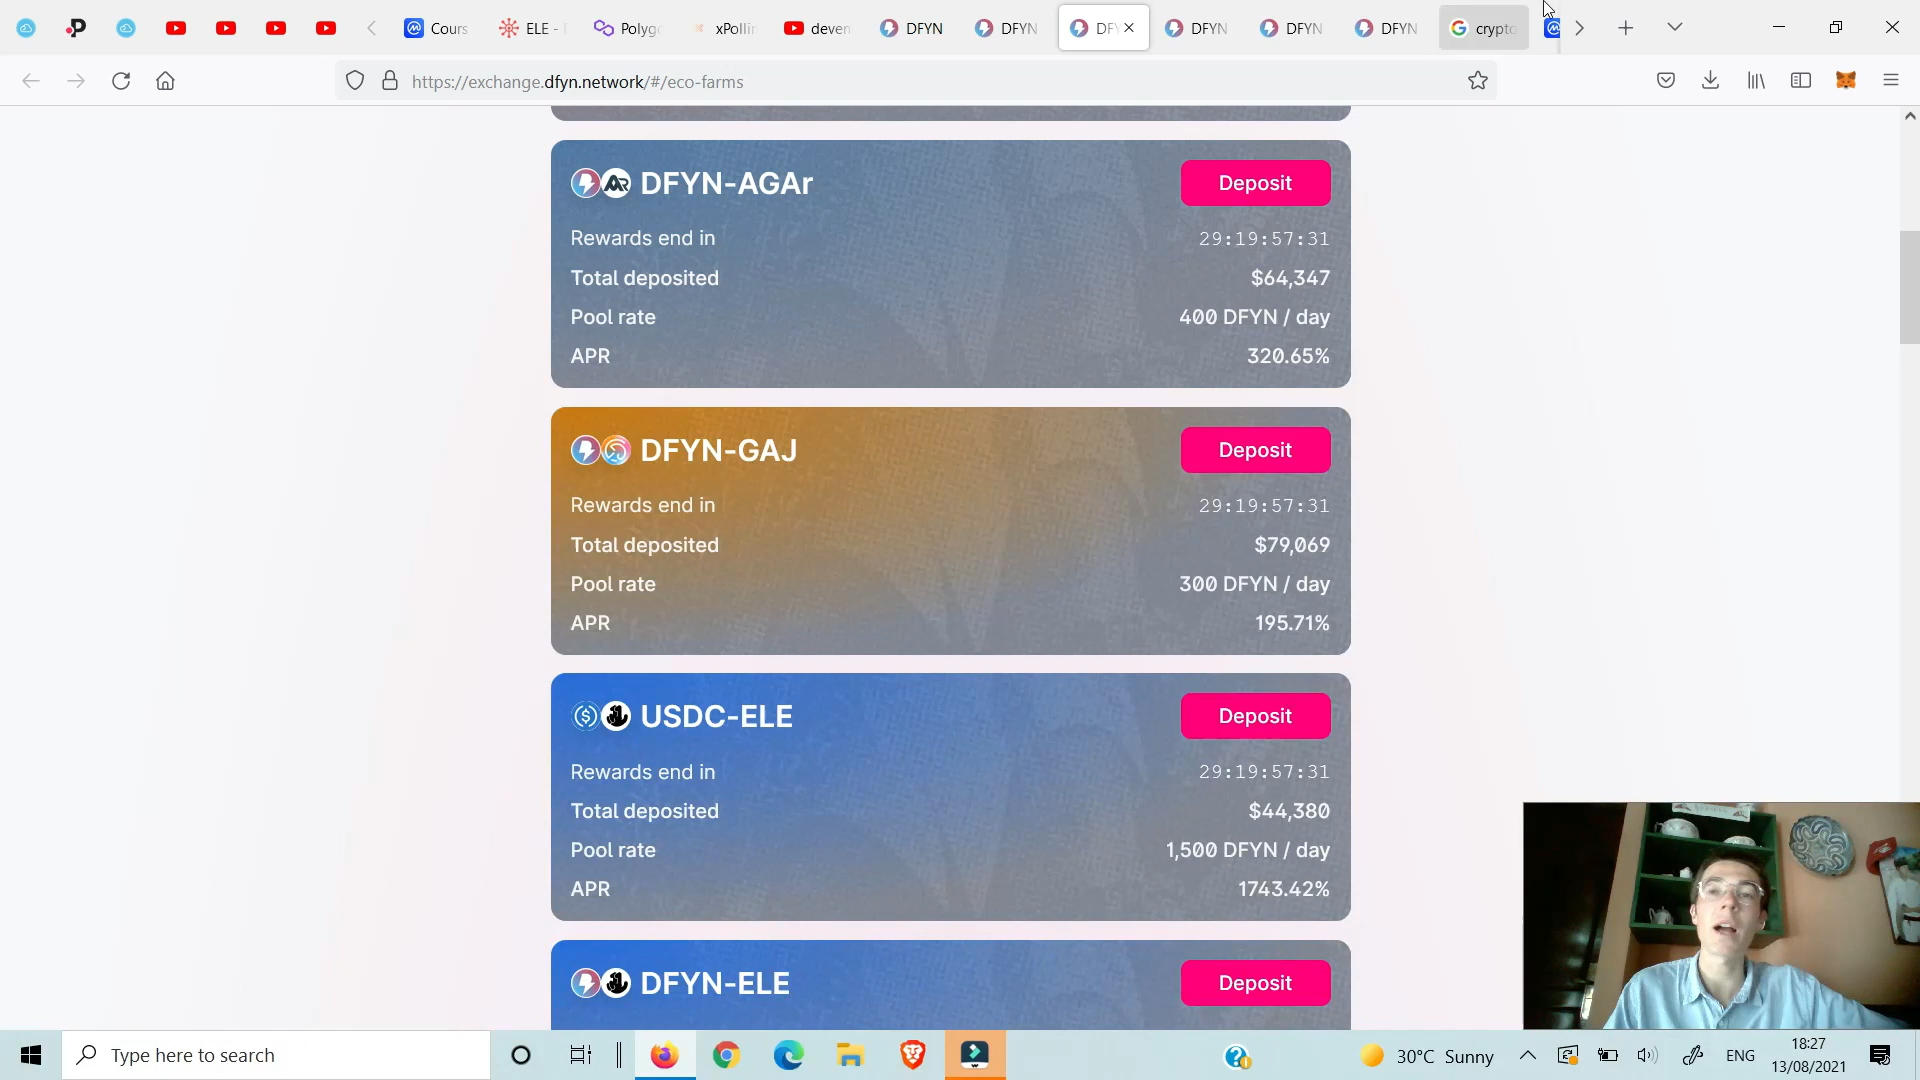 Cours
ELE -
Polygo
xPollin
deven
DFYN
DFYN
DFY
DFYN
DFYN
DFYN
crypto
https://exchange.dfyn.network/#/eco-farms
DFYN-AGAr
Deposit
Rewards end in
29:19:57:31
Total deposited
$64,347
Pool rate
400 DFYN / day
APR
320.65%
DFYN-GAJ
Deposit
Rewards end in
29:19:57:31
Total deposited
$79,069
Pool rate
300 DFYN / day
APR
195.71%
USDC-ELE
Deposit
Rewards end in
29:19:57:31
Total deposited
$44,380
Pool rate
1,500 DFYN / day
APR
1743.42%
DFYN-ELE
Deposit
Type here to search
30°C Sunny
ENG
18:27
13/08/2021